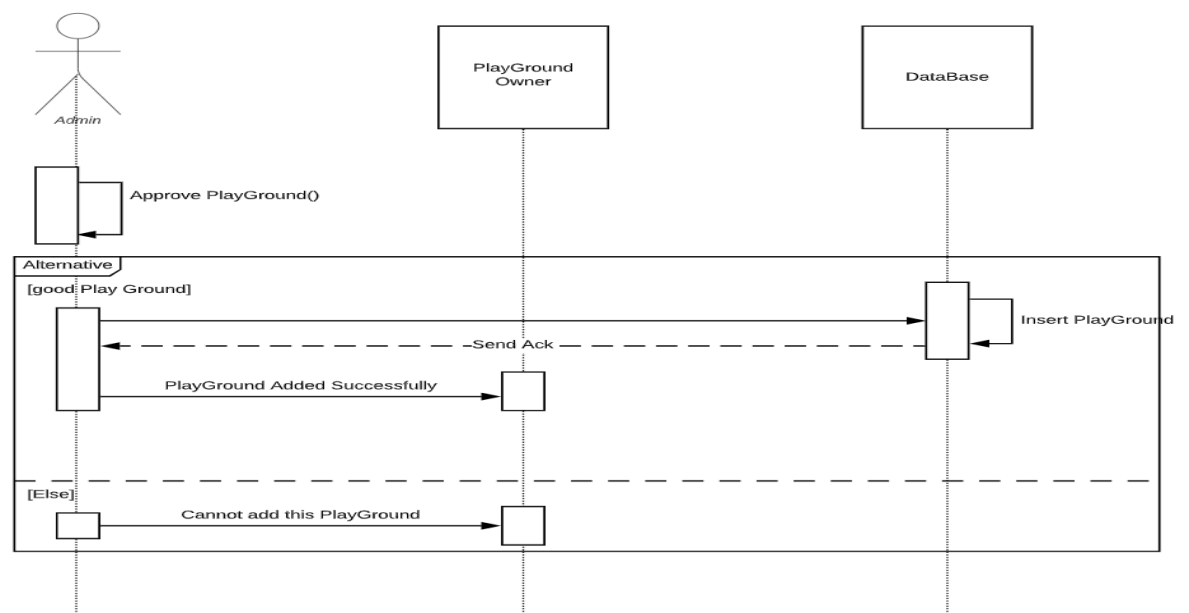 PlayGround
Owner
DataBase
Admin
Approve PlayGround()
Alternative
[good Play Ground]
Insert PlayGround
Send Ack
PlayGround Added Successfully
[Else]
Cannot add this PlayGround